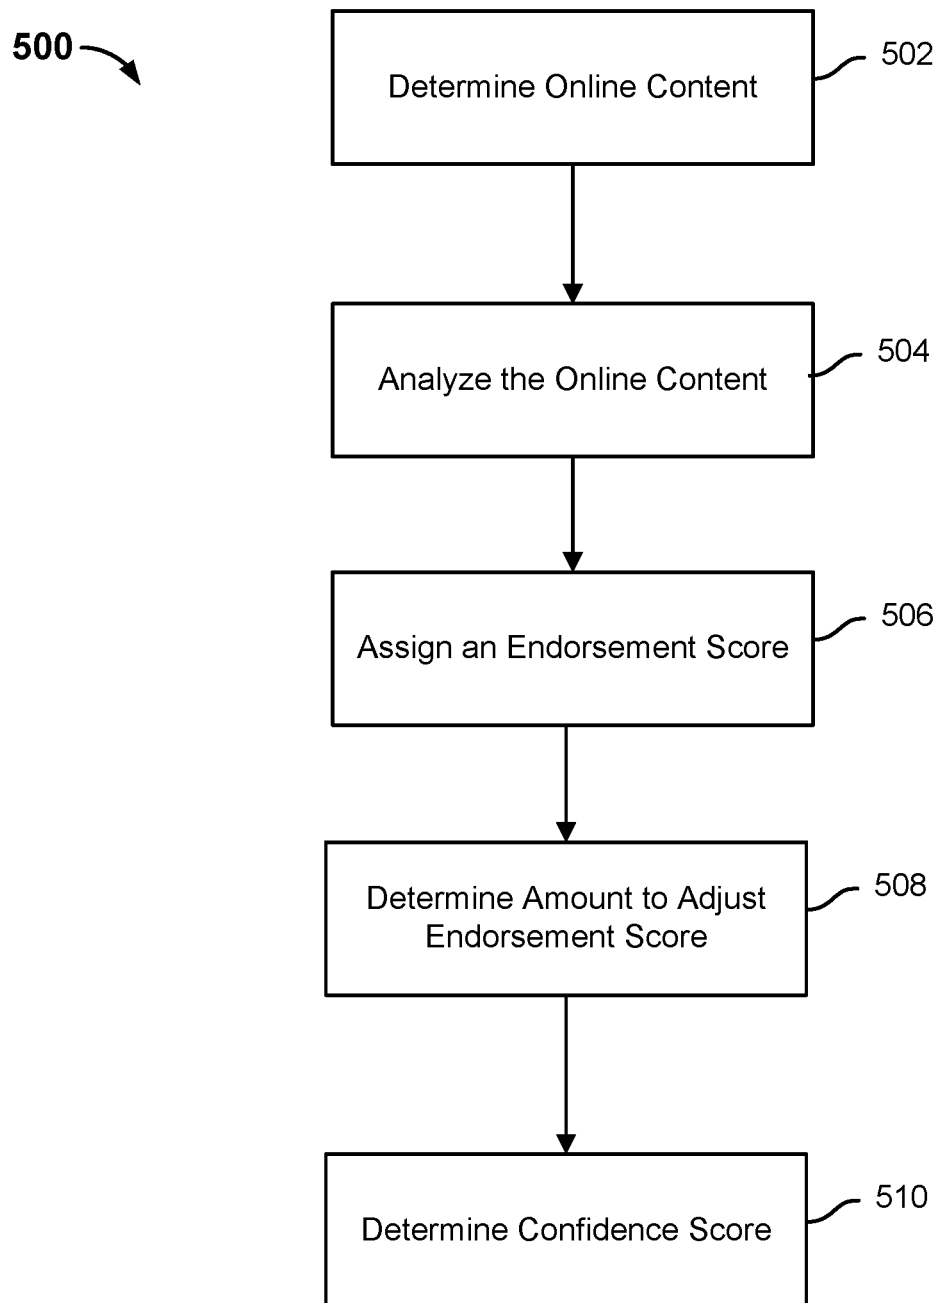 500
502
Determine Online Content
504
Analyze the Online Content
506
Assign an Endorsement Score
508
Determine Amount to Adjust
Endorsement Score
510
Determine Confidence Score